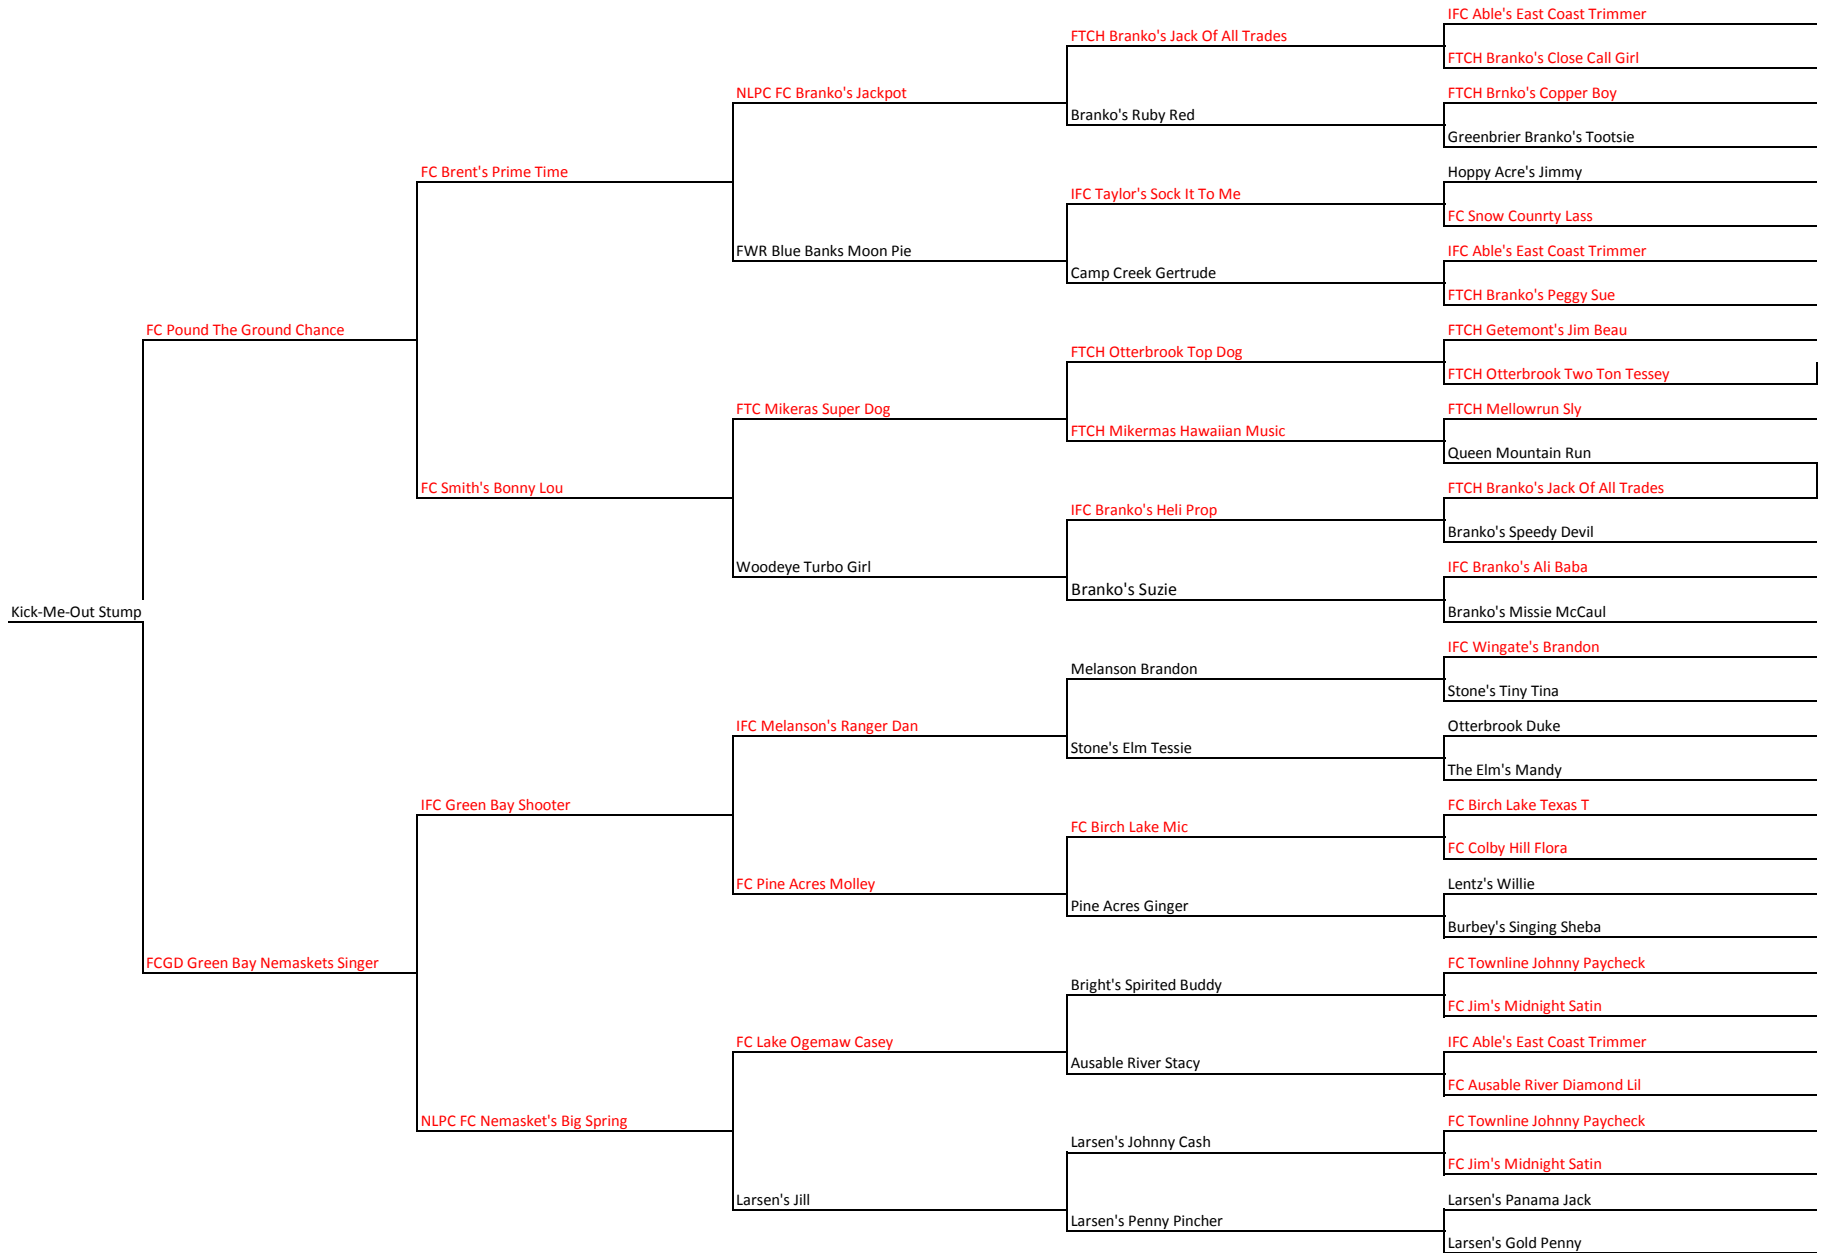 IFC Able's East Coast Trimmer
FTCH Branko's Jack Of All Trades
FTCH Branko's Close Call Girl
NLPC FC Branko's Jackpot
FTCH Brnko's Copper Boy
Branko's Ruby Red
Greenbrier Branko's Tootsie
FC Brent's Prime Time
Hoppy Acre's Jimmy
IFC Taylor's Sock It To Me
FC Snow Counrty Lass
FWR Blue Banks Moon Pie
IFC Able's East Coast Trimmer
Camp Creek Gertrude
FTCH Branko's Peggy Sue
FC Pound The Ground Chance
FTCH Getemont's Jim Beau
FTCH Otterbrook Top Dog
FTCH Otterbrook Two Ton Tessey
FTC Mikeras Super Dog
FTCH Mellowrun Sly
FTCH Mikermas Hawaiian Music
Queen Mountain Run
FC Smith's Bonny Lou
FTCH Branko's Jack Of All Trades
IFC Branko's Heli Prop
Branko's Speedy Devil
Woodeye Turbo Girl
IFC Branko's Ali Baba
Branko's Suzie
Kick-Me-Out Stump
Branko's Missie McCaul
IFC Wingate's Brandon
Melanson Brandon
Stone's Tiny Tina
IFC Melanson's Ranger Dan
Otterbrook Duke
Stone's Elm Tessie
The Elm's Mandy
IFC Green Bay Shooter
FC Birch Lake Texas T
FC Birch Lake Mic
FC Colby Hill Flora
FC Pine Acres Molley
Lentz's Willie
Pine Acres Ginger
Burbey's Singing Sheba
FCGD Green Bay Nemaskets Singer
FC Townline Johnny Paycheck
Bright's Spirited Buddy
FC Jim's Midnight Satin
FC Lake Ogemaw Casey
IFC Able's East Coast Trimmer
Ausable River Stacy
FC Ausable River Diamond Lil
NLPC FC Nemasket's Big Spring
FC Townline Johnny Paycheck
Larsen's Johnny Cash
FC Jim's Midnight Satin
Larsen's Jill
Larsen's Panama Jack
Larsen's Penny Pincher
Larsen's Gold Penny